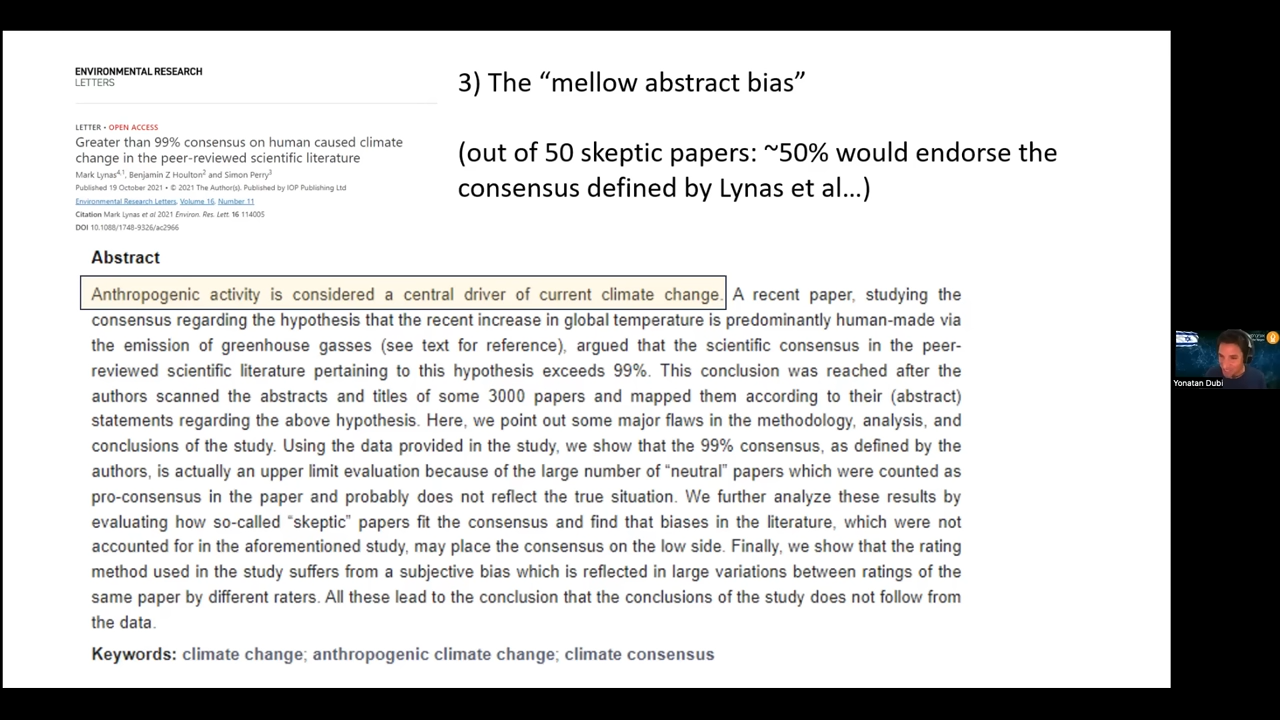 ENVIRONMENTAL RESEARCH
LETTERS
LETTER • OPEN ACCESS
Greater than 99% consensus on human caused climate
change in the peer-reviewed scientific literature
Mark Lynas4,1, Benjamin Z Houlton2 and Simon Perry3
Published 19 October 2021 • © 2021 The Author(s). Published by IOP Publishing Ltd
Environmental Research Letters, Volume 16, Number 11
Citation Mark Lynas et al 2021 Environ. Res. Lett. 16 114005
DOI 10.1088/1748-9326/ac2966
3) The “mellow abstract bias”
(out of 50 skeptic papers: ~50% would endorse the
consensus defined by Lynas et al…)
Abstract
Anthropogenic activity is considered a central driver of current climate change. A recent paper, studying the
consensus regarding the hypothesis that the recent increase in global temperature is predominantly human-made via
the emission of greenhouse gasses (see text for reference), argued that the scientific consensus in the peer-
reviewed scientific literature pertaining to this hypothesis exceeds 99%. This conclusion was reached after the
authors scanned the abstracts and titles of some 3000 papers and mapped them according to their (abstract)
statements regarding the above hypothesis. Here, we point out some major flaws in the methodology, analysis, and
conclusions of the study. Using the data provided in the study, we show that the 99% consensus, as defined by the
authors, is actually an upper limit evaluation because of the large number of “neutral” papers which were counted as
pro-consensus in the paper and probably does not reflect the true situation. We further analyze these results by
evaluating how so-called “skeptic” papers fit the consensus and find that biases in the literature, which were not
accounted for in the aforementioned study, may place the consensus on the low side. Finally, we show that the rating
method used in the study suffers from a subjective bias which is reflected in large variations between ratings of the
same paper by different raters. All these lead to the conclusion that the conclusions of the study does not follow from
the data.
Keywords: climate change; anthropogenic climate change; climate consensus
Yonatan Dubi